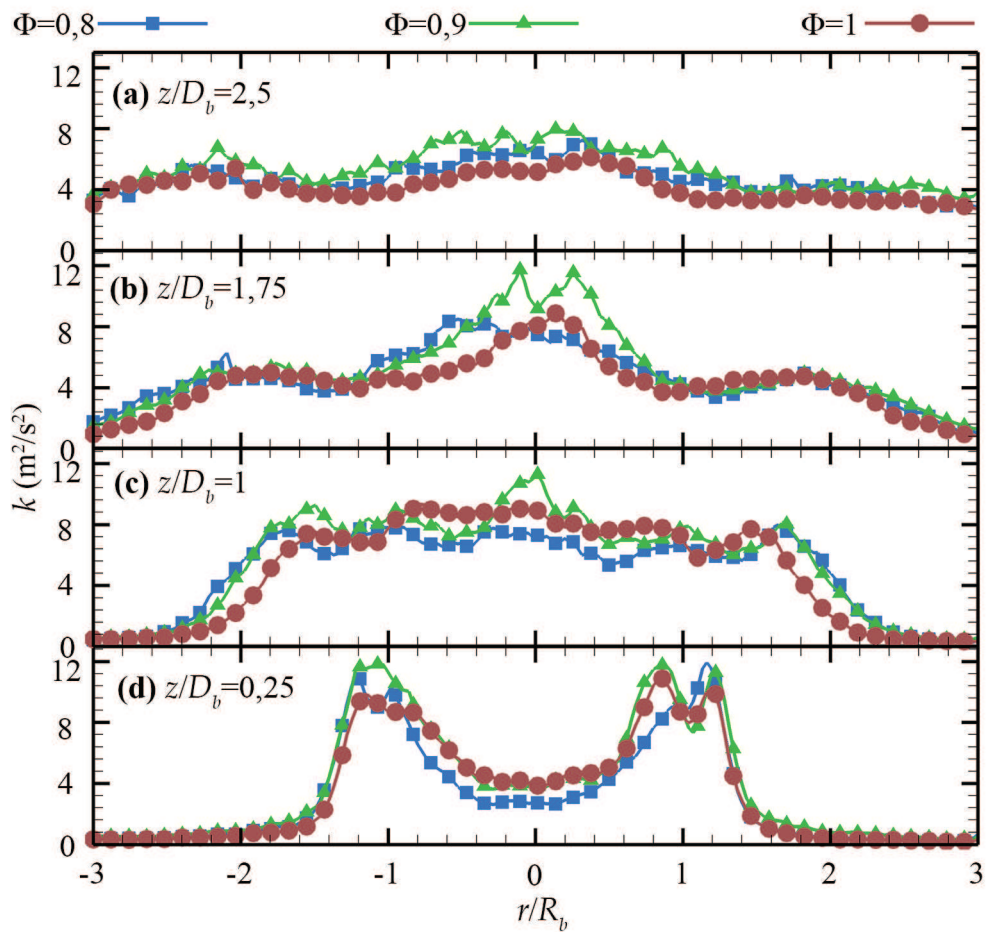 Φ=0,8 Φ=0,9 Φ=1
12
(a) z/D_b=2,5
8
4
0
12
(b) z/D_b=1,75
8
4
0
k (m²/s²)
12
(c) z/D_b=1
8
4
0
12
(d) z/D_b=0,25
8
4
0
-3 -2 -1 0 1 2 3
r/R_b